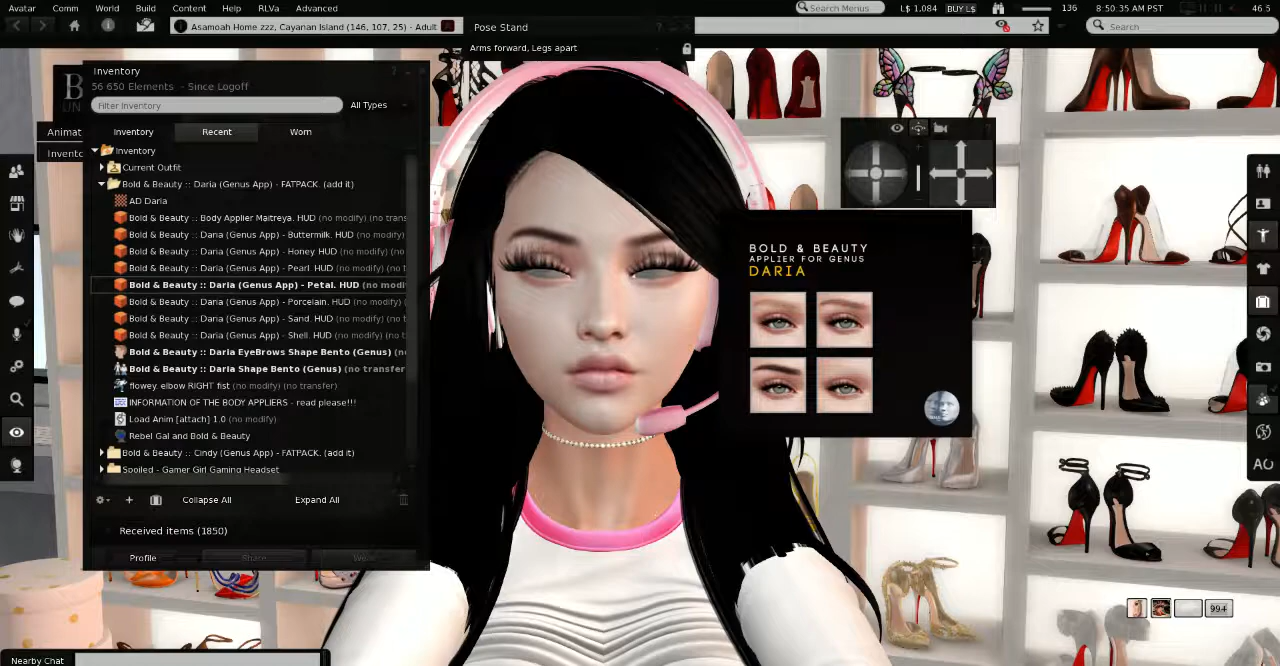 Avatar Comm World Build Content Help RLVa Advanced
Search Menus
L$ 1,084 BUY L$ 136 8:50:35 AM PST 46 5
Asamoah Home zzz, Cayanan Island (146, 107, 25) - Adult
Search
Pose Stand ?
Arms forward, Legs apart
B
UN
Animat
Invento
Inventory
56 650 Elements - Since Logoff
Filter Inventory
All Types
Inventory Recent Worn
Inventory
Current Outfit
Bold & Beauty :: Daria (Genus App) - FATPACK. (add it)
AD Daria
Bold & Beauty :: Body Applier Maitreya. HUD (no modify) (no trans
Bold & Beauty :: Daria (Genus App) - Buttermilk. HUD (no modify)
Bold & Beauty :: Daria (Genus App) - Honey. HUD (no modify) (no
Bold & Beauty :: Daria (Genus App) - Pearl. HUD (no modify) (no t
Bold & Beauty :: Daria (Genus App) - Petal. HUD (no modi
Bold & Beauty :: Daria (Genus App) - Porcelain. HUD (no modify)
Bold & Beauty :: Daria (Genus App) - Sand. HUD (no modify) (no t
Bold & Beauty :: Daria (Genus App) - Shell. HUD (no modify) (no t
Bold & Beauty :: Daria EyeBrows Shape Bento (Genus) (no
Bold & Beauty :: Daria Shape Bento (Genus) (no transfer
flowey. elbow RIGHT fist (no modify) (no transfer)
INFORMATION OF THE BODY APPLIERS - read please!!!
Load Anim [attach] 1.0 (no modify)
Rebel Gal and Bold & Beauty
Bold & Beauty :: Cindy (Genus App) - FATPACK. (add it)
Spoiled - Gamer Girl Gaming Headset
Collapse All Expand All
Received items (1850)
Profile Share
BOLD & BEAUTY
APPLIER FOR GENUS
DARIA
AO
994
Nearby Chat